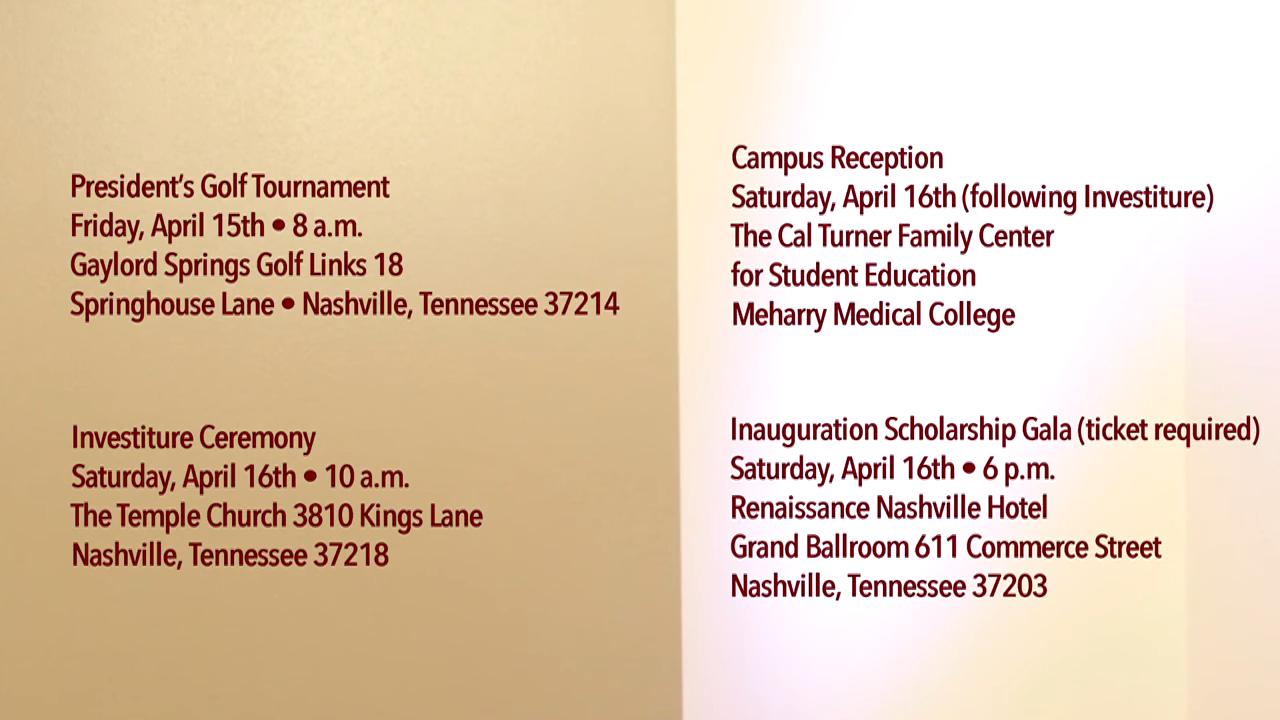 President's Golf Tournament
Friday, April 15th • 8 a.m.
Gaylord Springs Golf Links 18
Springhouse Lane • Nashville, Tennessee 37214
Investiture Ceremony
Saturday, April 16th • 10 a.m.
The Temple Church 3810 Kings Lane
Nashville, Tennessee 37218
Campus Reception
Saturday, April 16th (following Investiture)
The Cal Turner Family Center
for Student Education
Meharry Medical College
Inauguration Scholarship Gala (ticket required)
Saturday, April 16th • 6 p.m.
Renaissance Nashville Hotel
Grand Ballroom 611 Commerce Street
Nashville, Tennessee 37203